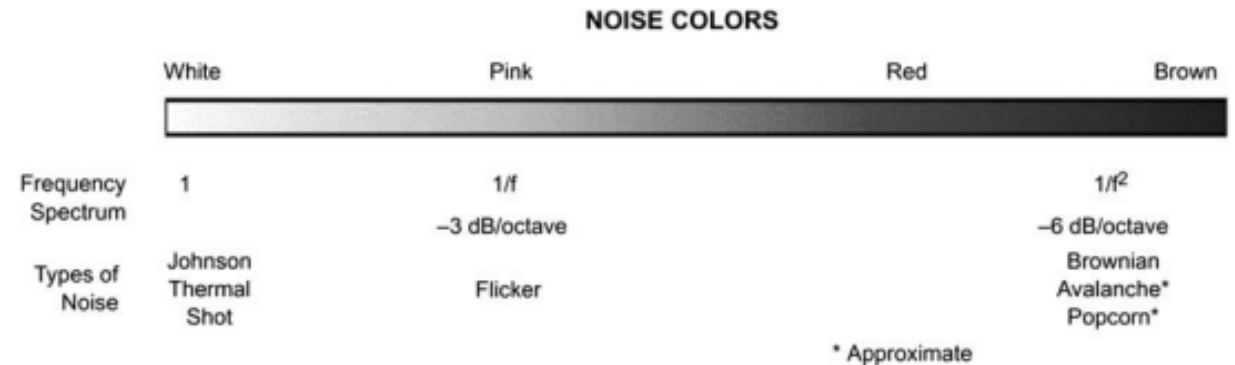 NOISE COLORS
White Pink Red Brown
Frequency Spectrum 1 1/f 1/f²
–3 dB/octave –6 dB/octave
Types of Noise
Johnson Thermal Shot
Flicker
Brownian Avalanche* Popcorn*
* Approximate